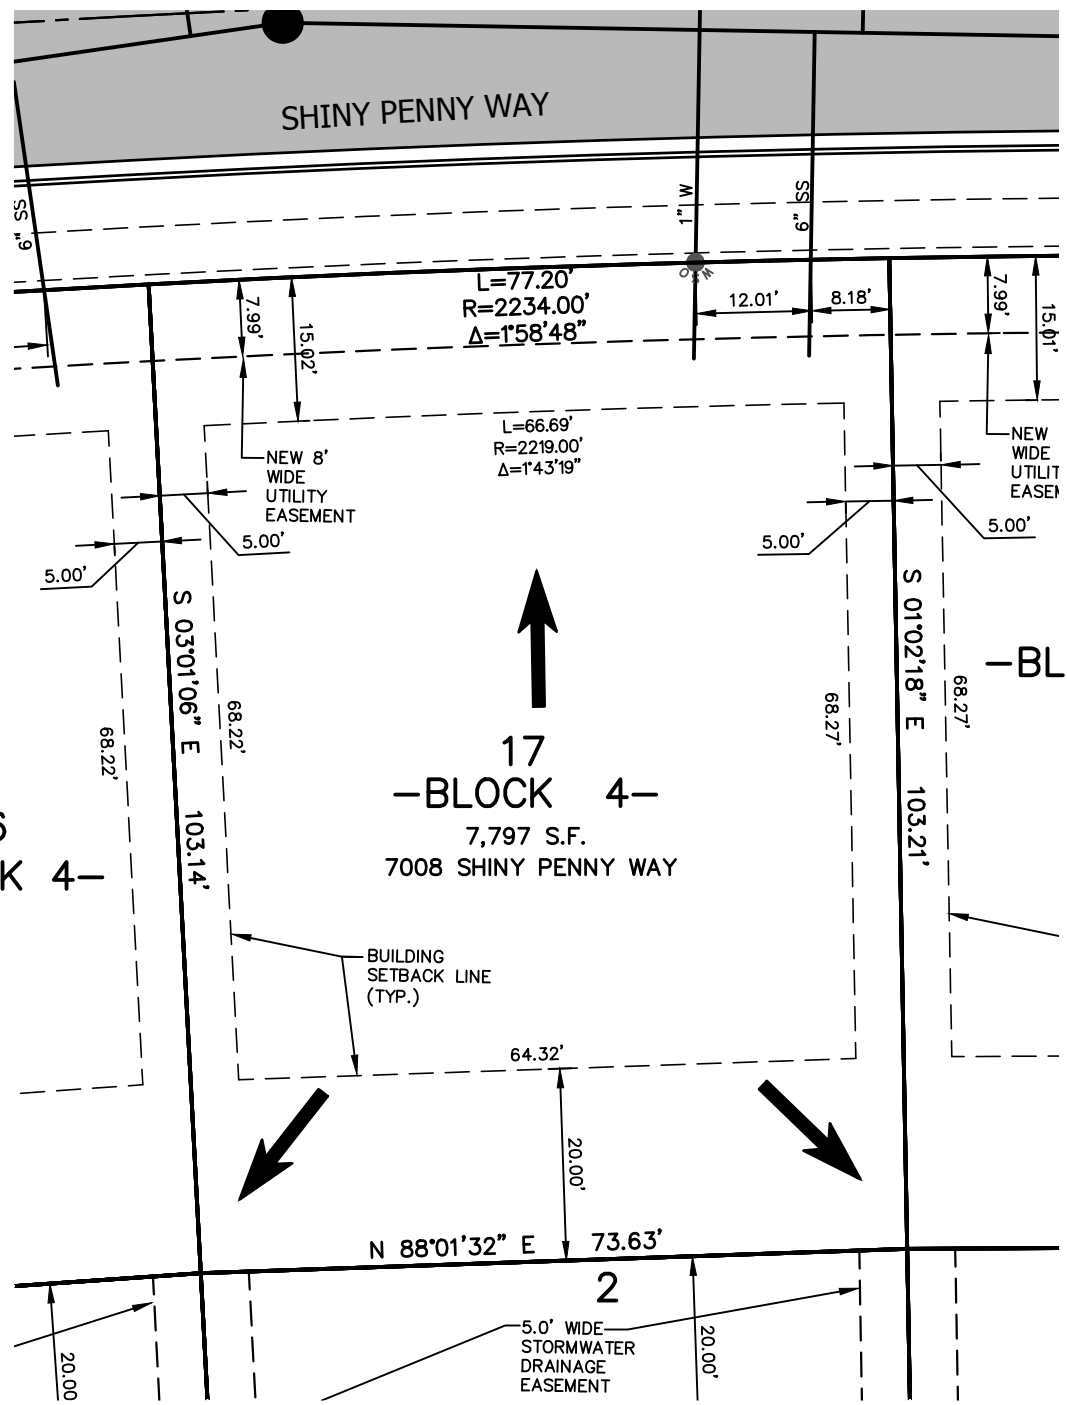 SHINY PENNY WAY
6" SS
1" W
6" SS
WSO
L=77.20'
R=2234.00'
Δ=1°58'48"
12.01'
8.18'
7.99'
15.02'
7.99'
15.01'
L=66.69'
R=2219.00'
Δ=1°43'19"
NEW 8'
WIDE
UTILITY
EASEMENT
NEW
WIDE
UTILIT
EASEM
5.00'
5.00'
5.00'
5.00'
S 03°01'06" E 103.14'
S 01°02'18" E 103.21'
68.22'
68.22'
68.27'
68.27'
17
-BLOCK 4-
7,797 S.F.
7008 SHINY PENNY WAY
-BL
6
K 4-
BUILDING
SETBACK LINE
(TYP.)
64.32'
20.00'
N 88°01'32" E 73.63'
2
5.0' WIDE
STORMWATER
DRAINAGE
EASEMENT
20.00'
20.00